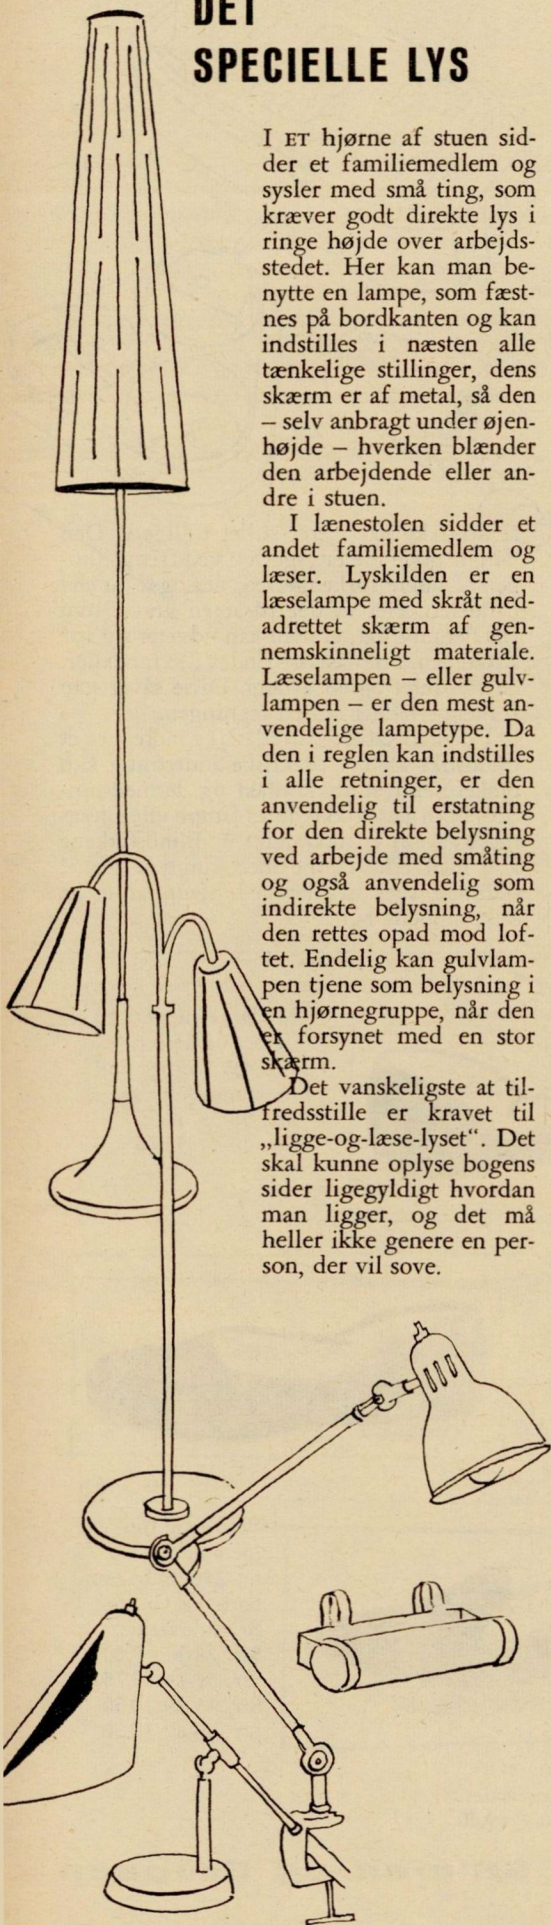 DET
SPECIELLE LYS
I ET hjørne af stuen sid-
der et familiemedlem og
sysler med små ting, som
kræver godt direkte lys i
ringe højde over arbejds-
stedet. Her kan man be-
nytte en lampe, som fæst-
nes på bordkanten og kan
indstilles i næsten alle
tænkelige stillinger, dens
skærm er af metal, så den
– selv anbragt under øjen-
højde – hverken blænder
den arbejdende eller an-
dre i stuen.
I lænestolen sidder et
andet familiemedlem og
læser. Lyskilden er en
læselampe med skråt ned-
adrettet skærm af gen-
nemskinneligt materiale.
Læselampen – eller gulv-
lampen – er den mest an-
vendelige lampetype. Da
den i reglen kan indstilles
i alle retninger, er den
anvendelig til erstatning
for den direkte belysning
ved arbejde med småting
og også anvendelig som
indirekte belysning, når
den rettes opad mod lof-
tet. Endelig kan gulvlam-
pen tjene som belysning i
en hjørnegruppe, når den
er forsynet med en stor
skærm.
Det vanskeligste at til-
fredsstille er kravet til
„ligge-og-læse-lyset“. Det
skal kunne oplyse bogens
sider ligegyldigt hvordan
man ligger, og det må
heller ikke genere en per-
son, der vil sove.